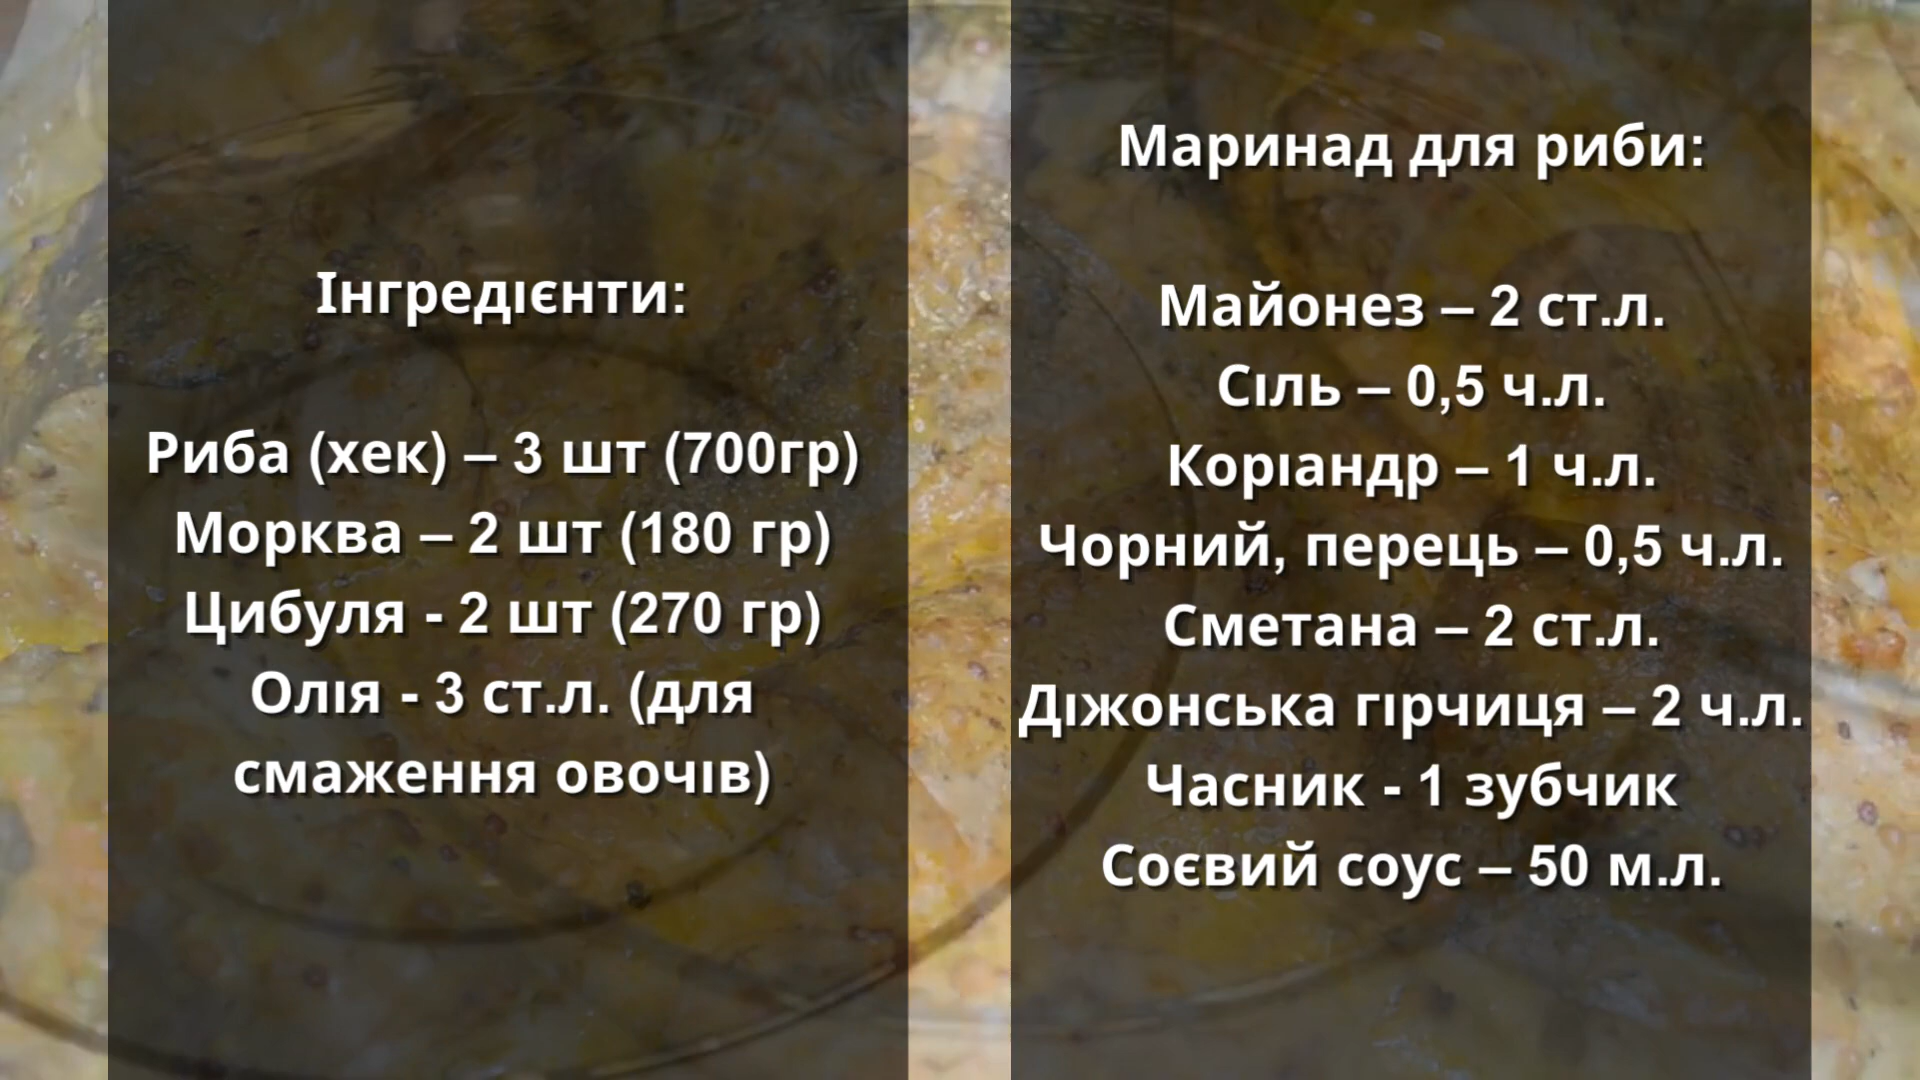 Інгредієнти:
Риба (хек) – 3 шт (700гр)
Морква – 2 шт (180 гр)
Цибуля - 2 шт (270 гр)
Олія - 3 ст.л. (для
смаження овочів)
Маринад для риби:
Майонез – 2 ст.л.
Сіль – 0,5 ч.л.
Коріандр – 1 ч.л.
Чорний, перець – 0,5 ч.л.
Сметана – 2 ст.л.
Діжонська гірчиця – 2 ч.л.
Часник - 1 зубчик
Соєвий соус – 50 м.л.